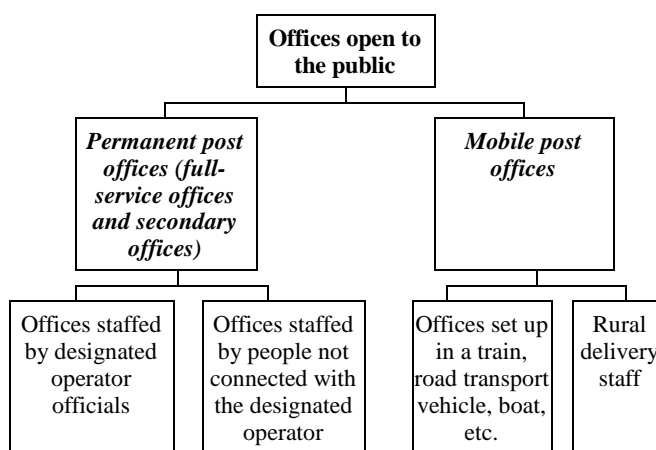 Offices open to
the public
Permanent post
offices (full-
service offices
and secondary
offices)
Mobile post
offices
Offices staffed
by designated
operator
officials
Offices staffed
by people not
connected with
the designated
operator
Offices set up
in a train,
road transport
vehicle, boat,
etc.
Rural
delivery
staff